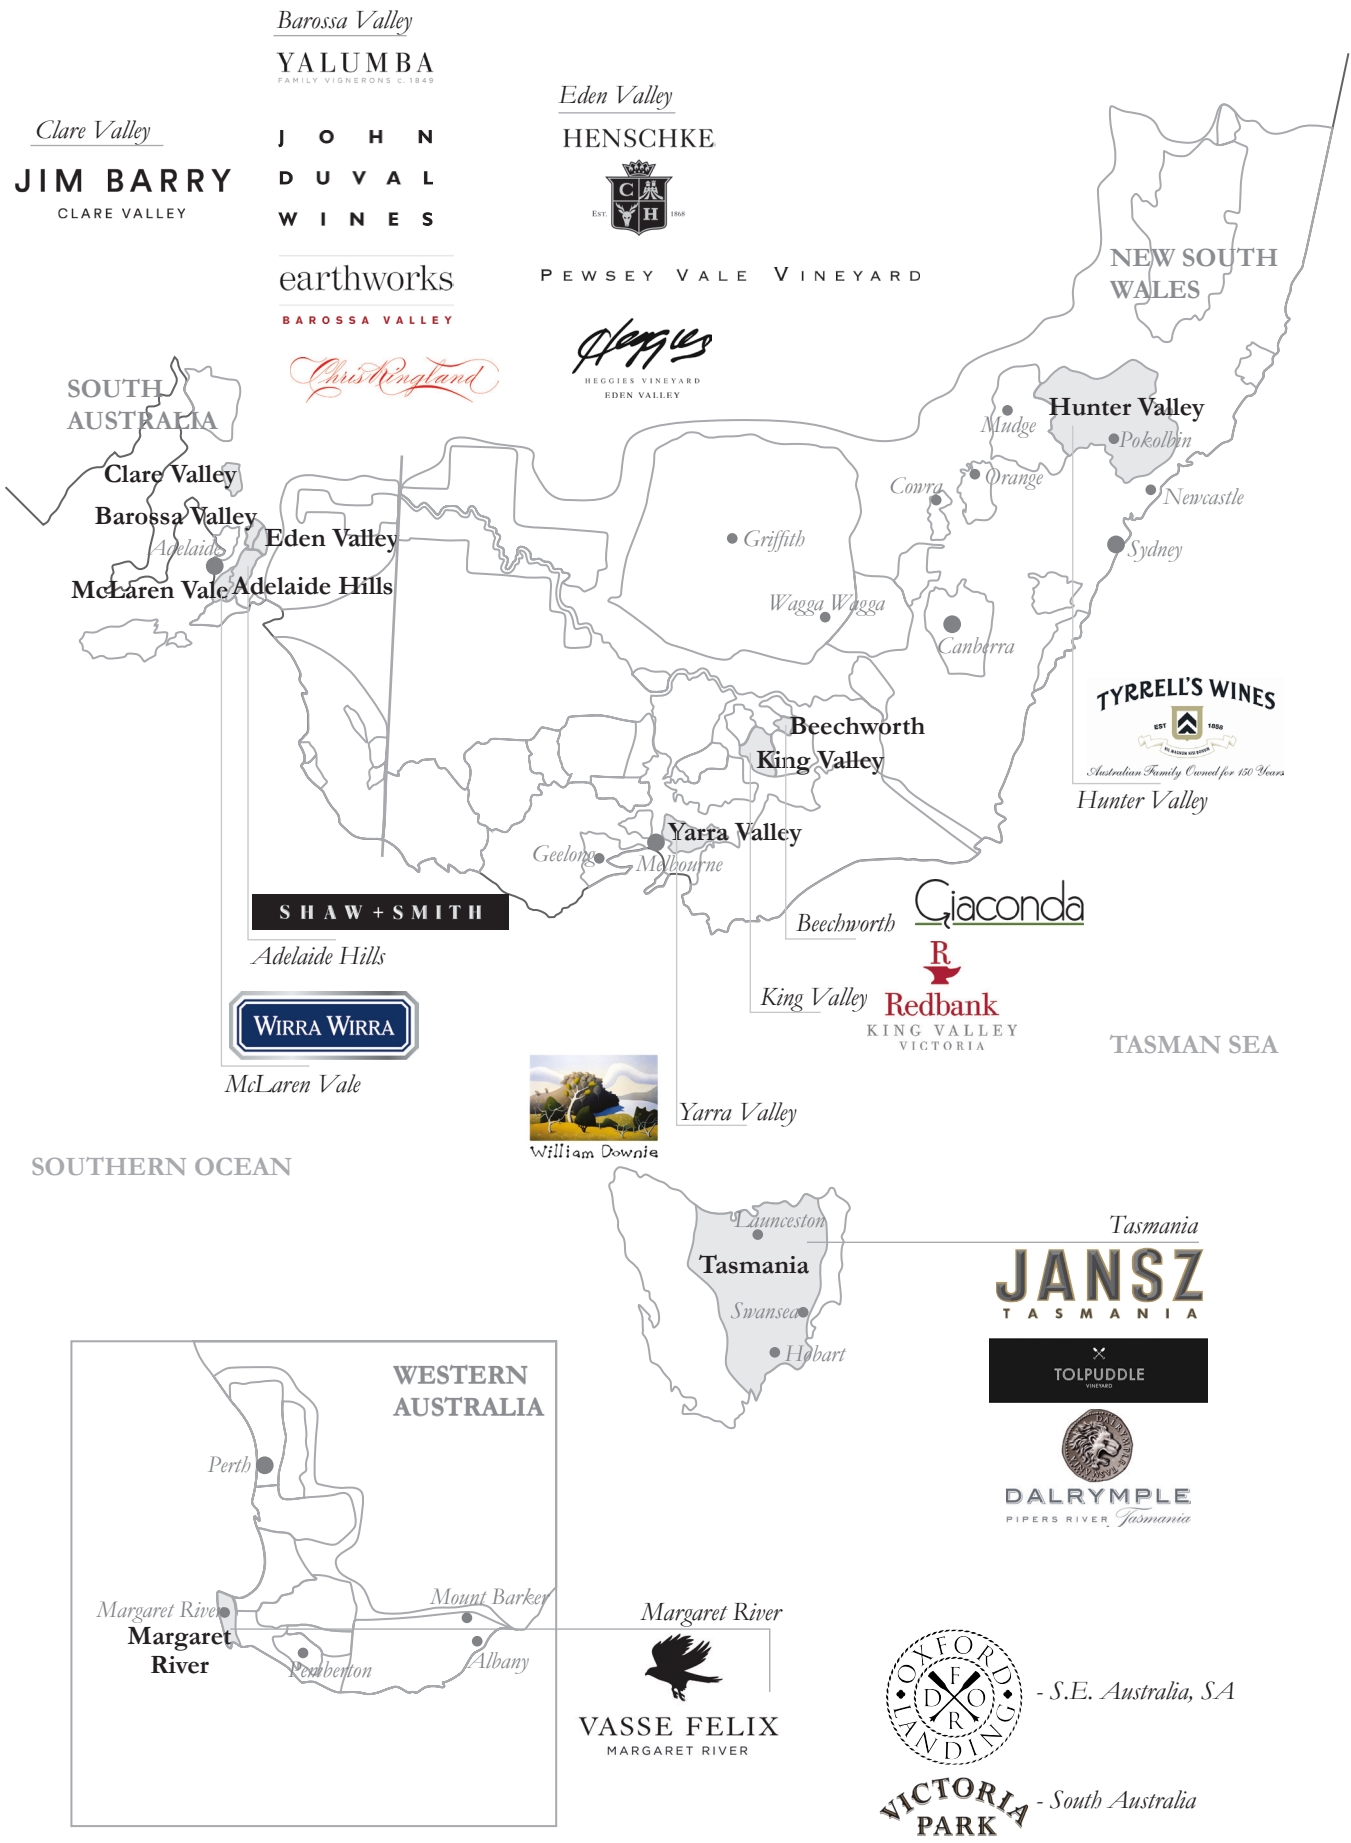 Barossa Valley
YALUMBA
FAMILY VIGNERONS c. 1849
JOHN
DUVAL
WINES
earthworks
BAROSSA VALLEY
Chris Ringland
Clare Valley
JIM BARRY
CLARE VALLEY
Eden Valley
HENSCHKE
C
H
EST. 1868
PEWSEY VALE VINEYARD
Heggies
HEGGIES VINEYARD
EDEN VALLEY
NEW SOUTH
WALES
SOUTH
AUSTRALIA
Clare Valley
Barossa Valley
Adelaide
Eden Valley
McLaren Vale
Adelaide Hills
Hunter Valley
Mudge
Pokolbin
Orange
Cowra
Newcastle
Sydney
Griffith
Wagga Wagga
Canberra
TYRRELL'S WINES
EST 1858
Australian Family Owned for 150 Years
Hunter Valley
Beechworth
King Valley
Yarra Valley
Geelong
Melbourne
SHAW + SMITH
Adelaide Hills
WIRRA WIRRA
McLaren Vale
Beechworth
Giaconda
King Valley
R
Redbank
KING VALLEY
VICTORIA
TASMAN SEA
William Downie
Yarra Valley
SOUTHERN OCEAN
Launceston
Tasmania
Swansea
Hobart
Tasmania
JANSZ
TASMANIA
TOLPUDDLE
VINEYARD
DALRYMPLE TASMANIA
DALRYMPLE
PIPERS RIVER Tasmania
WESTERN
AUSTRALIA
Perth
Margaret River
Margaret
River
Mount Barker
Pemberton
Albany
Margaret River
VASSE FELIX
MARGARET RIVER
OXFORD
LANDING
F
D O
R
- S.E. Australia, SA
VICTORIA
PARK
- South Australia